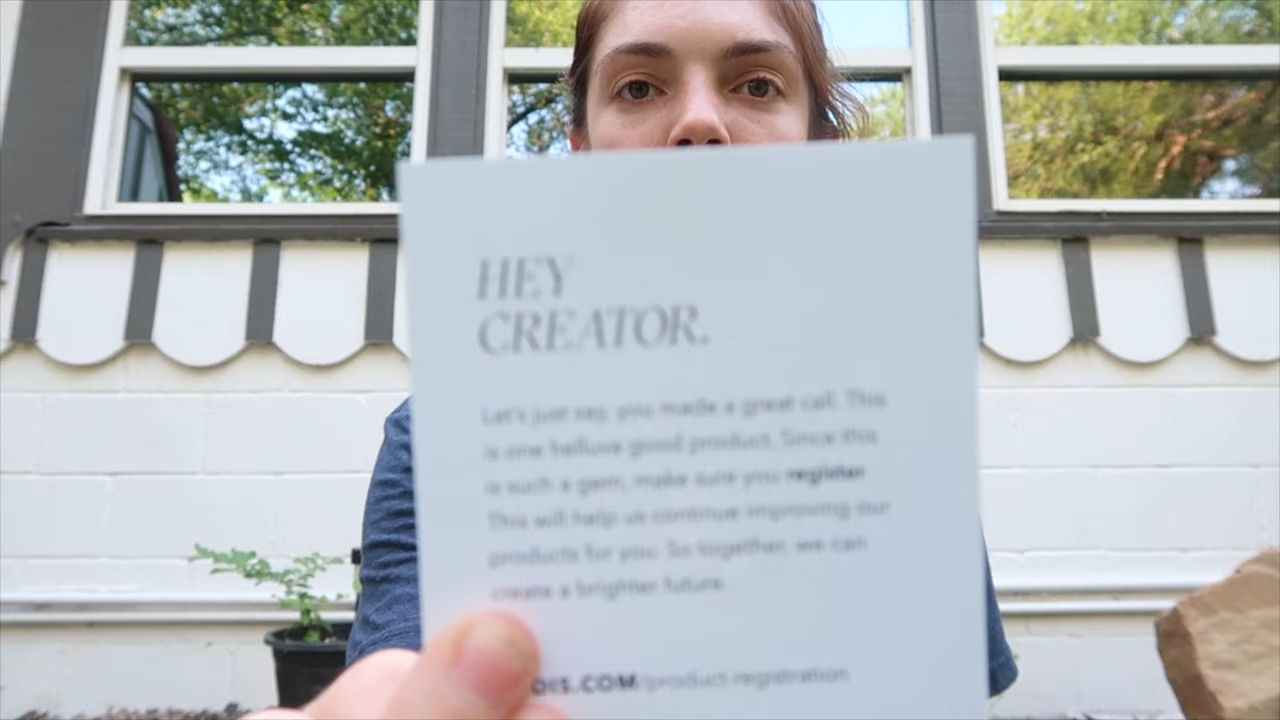 HEY
CREATOR.
Let's just say, you made a great call. This
is one helluva good product. Since this
is such a gem, make sure you register
This will help us continue improving our
products for you. So together, we can
create a brighter future.
DIS.COM/product-registration